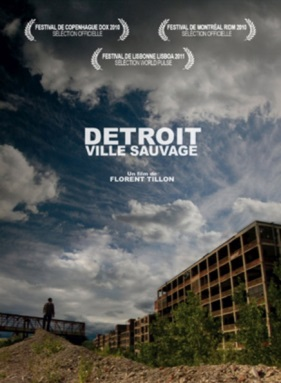 FESTIVAL DE COPENHAGUE DOX 2010
SÉLECTION OFFICIELLE
FESTIVAL DE MONTRÉAL RIDM 2010
SÉLECTION OFFICIELLE
FESTIVAL DE LISBONNE LISBOA 2011
SÉLECTION WORLD PULSE
DETROIT
VILLE SAUVAGE
Un film de
FLORENT TILLON